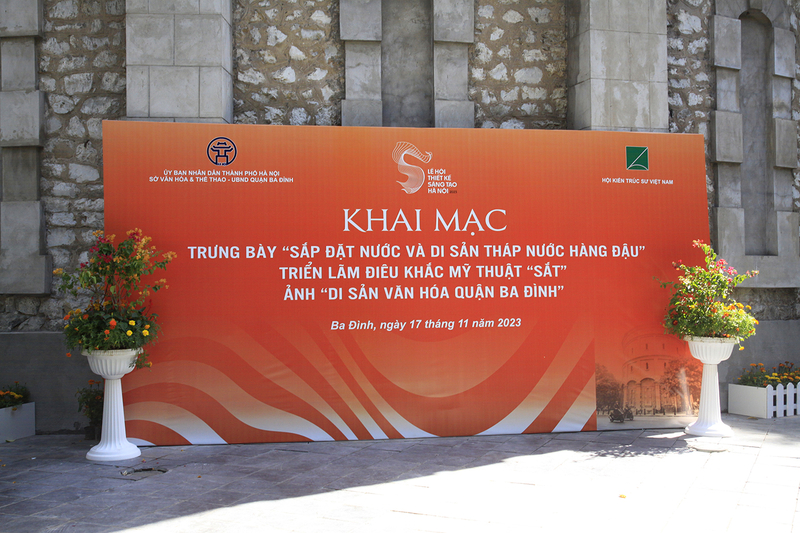 ỦY BAN NHÂN DÂN THÀNH PHỐ HÀ NỘI
SỞ VĂN HÓA & THỂ THAO - UBND QUẬN BA ĐÌNH
LỄ HỘI
THIẾT KẾ
SÁNG TẠO
HÀ NỘI 2023
HỘI KIẾN TRÚC SƯ VIỆT NAM
KHAI MẠC
TRƯNG BÀY “SẮP ĐẶT NƯỚC VÀ DI SẢN THÁP NƯỚC HÀNG ĐẬU”
TRIỂN LÃM ĐIÊU KHẮC MỸ THUẬT “SẮT”
ẢNH “DI SẢN VĂN HÓA QUẬN BA ĐÌNH”
Ba Đình, ngày 17 tháng 11 năm 2023